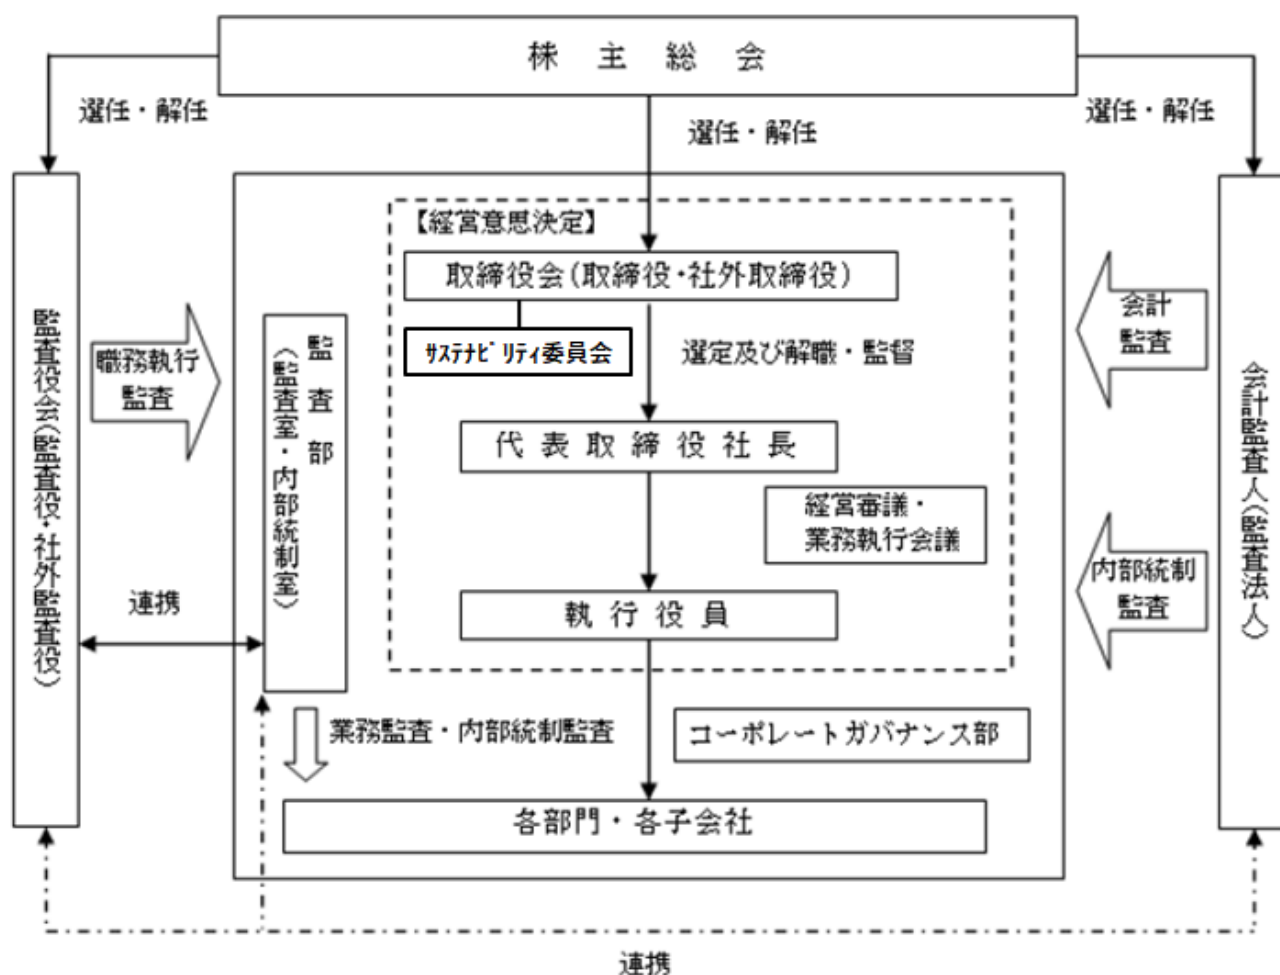 株主総会
選任・解任
選任・解任
選任・解任
【経営意思決定】
取締役会(取締役・社外取締役)
ｻｽﾃﾅﾋﾞﾘﾃｨ委員会
選定及び解職・監督
代表取締役社長
経営審議・
業務執行会議
執行役員
監査役会(監査役・社外監査役)
職務執行
監査
監査部
(監査室・内部統制室)
連携
会計
監査
内部統制
監査
会計監査人(監査法人)
業務監査・内部統制監査
コーポレートガバナンス部
各部門・各子会社
連携